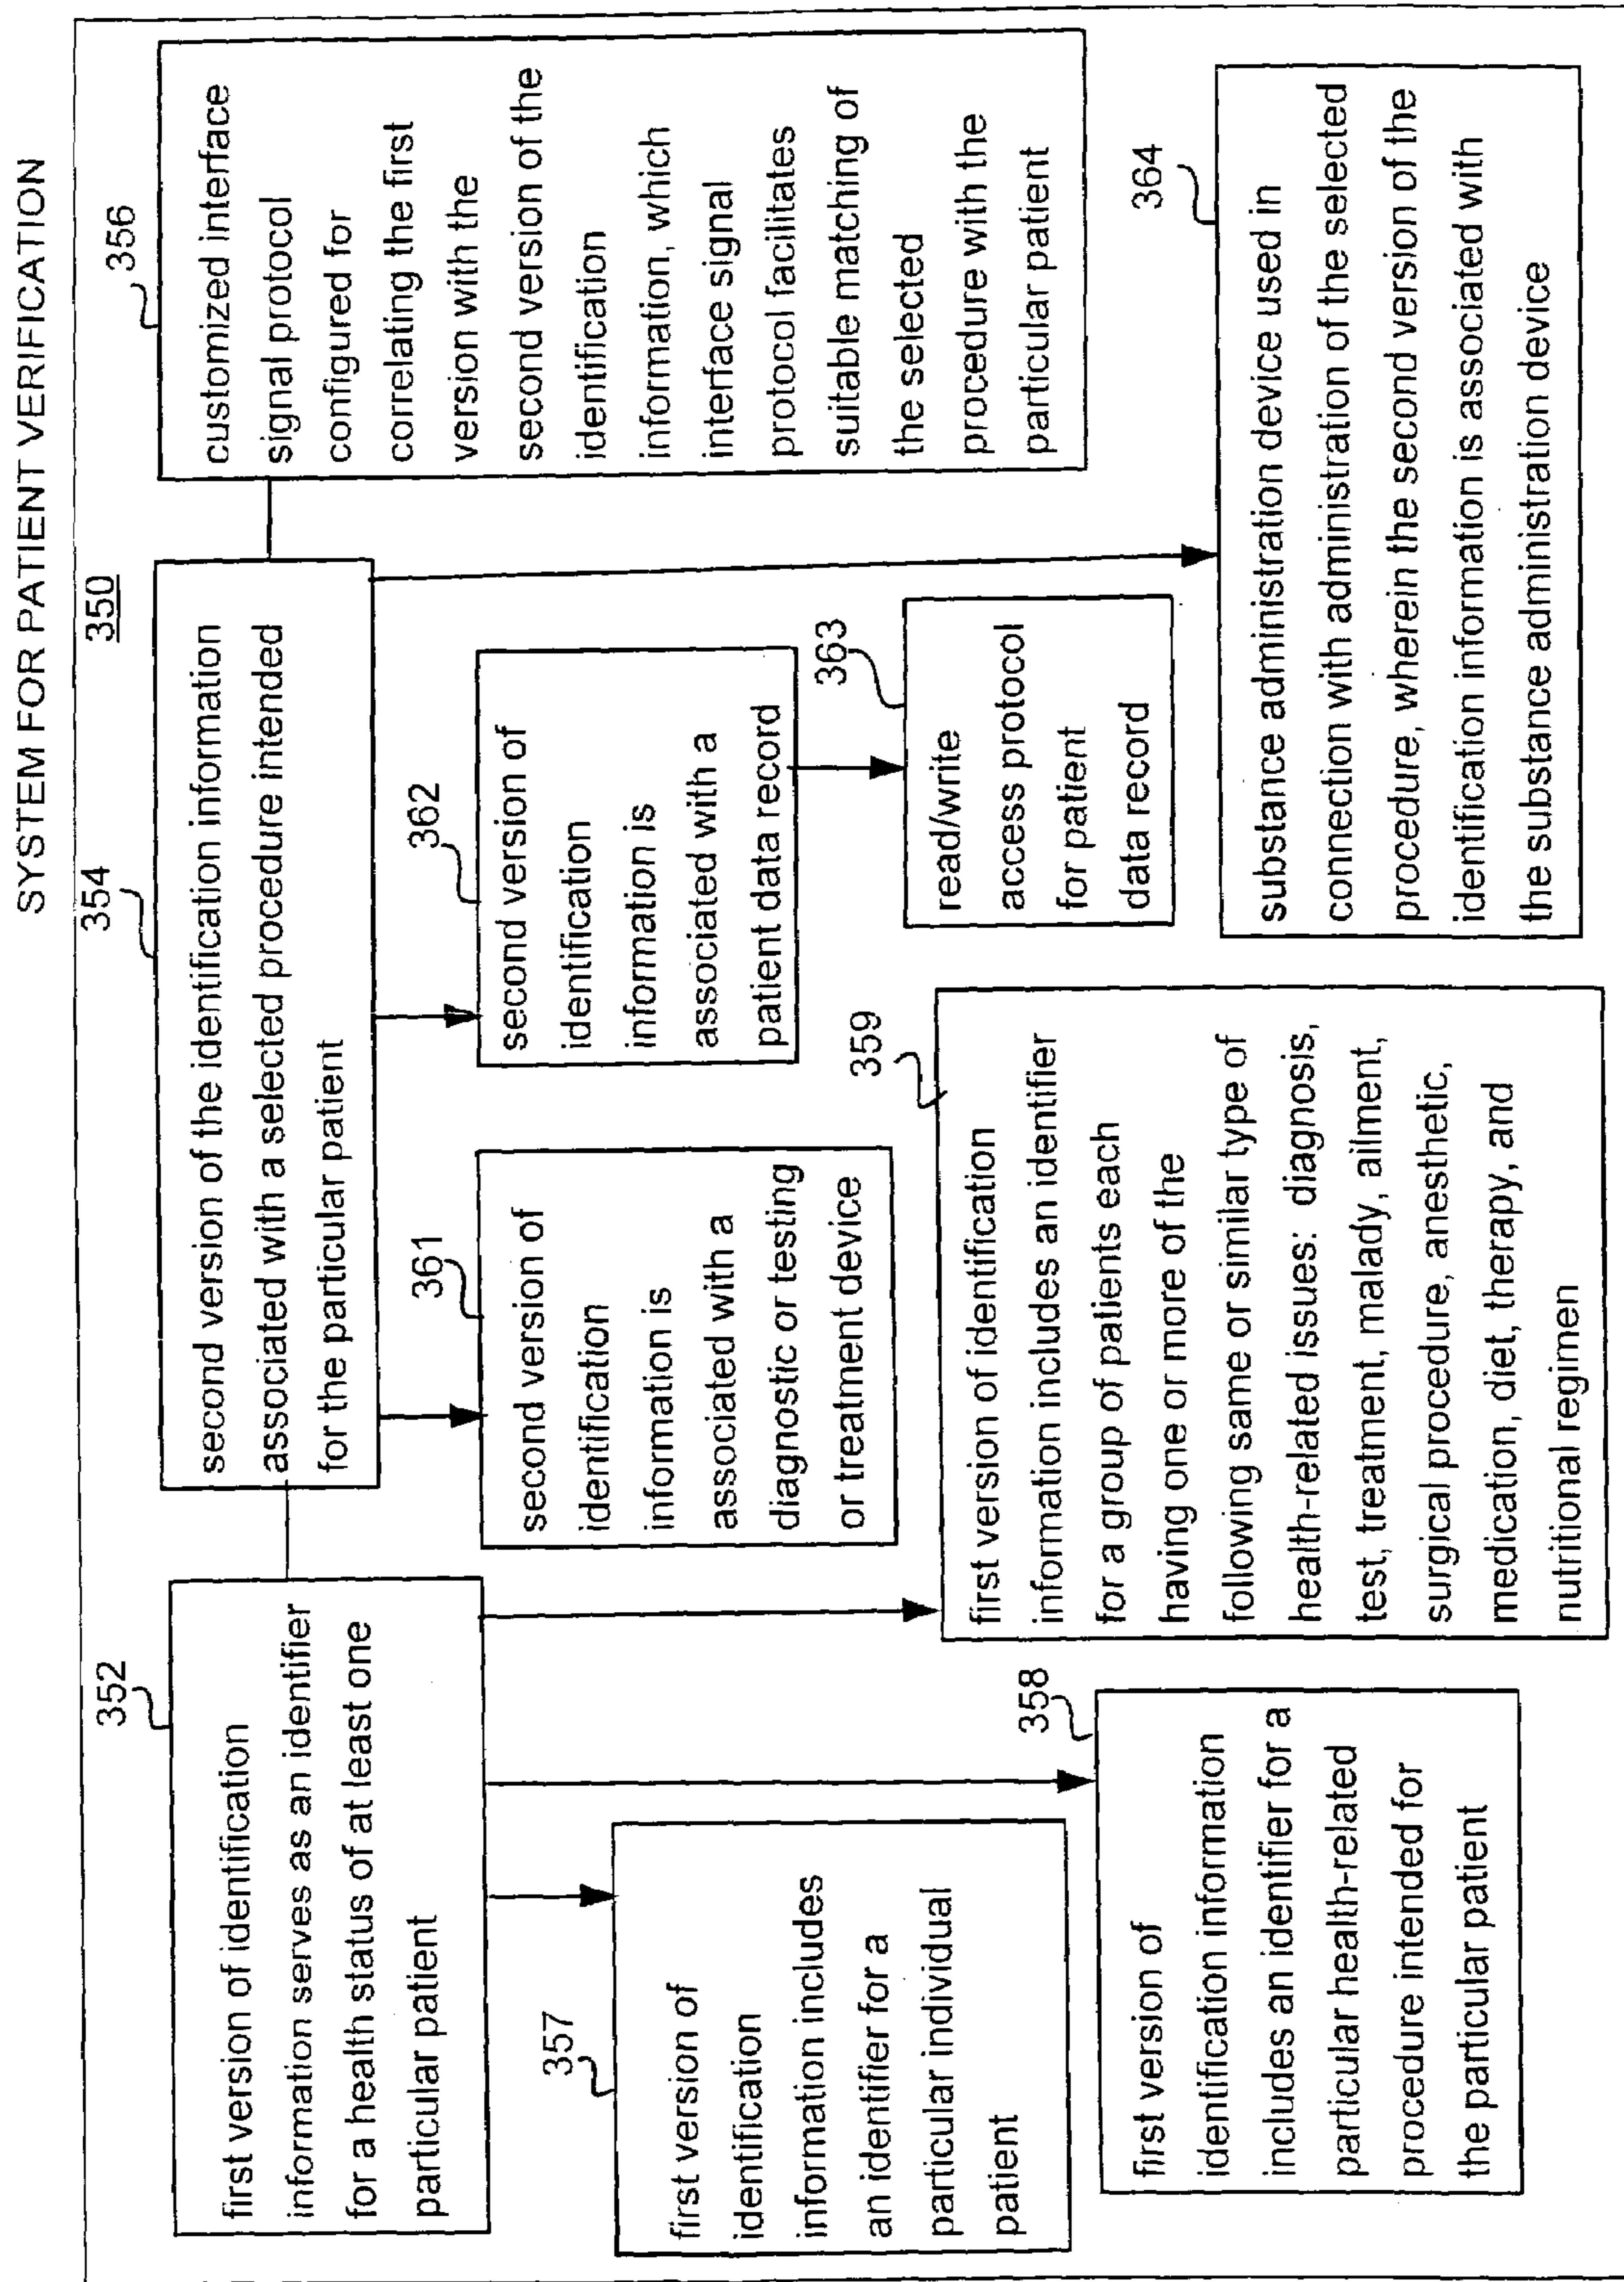 SYSTEM FOR PATIENT VERIFICATION
350
352
first version of identification
information serves as an identifier
for a health status of at least one
particular patient
354
second version of the identification information
associated with a selected procedure intended
for the particular patient
356
customized interface
signal protocol
configured for
correlating the first
version with the
second version of the
identification
information, which
interface signal
protocol facilitates
suitable matching of
the selected
procedure with the
particular patient
357
first version of
identification
information includes
an identifier for a
particular individual
patient
358
first version of
identification information
includes an identifier for a
particular health-related
procedure intended for
the particular patient
359
first version of identification
information includes an identifier
for a group of patients each
having one or more of the
following same or similar type of
health-related issues: diagnosis,
test, treatment, malady, ailment,
surgical procedure, anesthetic,
medication, diet, therapy, and
nutritional regimen
361
second version of
identification
information is
associated with a
diagnostic or testing
or treatment device
362
second version of
identification
information is
associated with a
patient data record
363
read/write
access protocol
for patient
data record
364
substance administration device used in
connection with administration of the selected
procedure, wherein the second version of the
identification information is associated with
the substance administration device